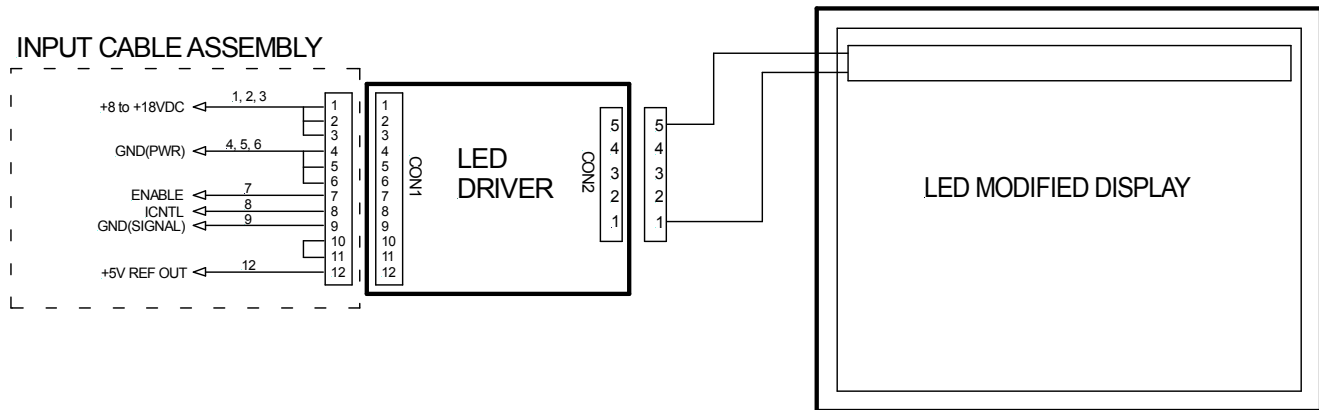 INPUT CABLE ASSEMBLY
+8 to +18VDC
1, 2, 3
GND(PWR)
4, 5, 6
ENABLE
7
ICNTL
8
GND(SIGNAL)
9
+5V REF OUT
12
1
2
3
4
5
6
7
8
9
10
11
12
1
2
3
4
5
6
7
8
9
10
11
12
CON1
LED
DRIVER
CON2
5
4
3
2
1
5
4
3
2
1
LED MODIFIED DISPLAY